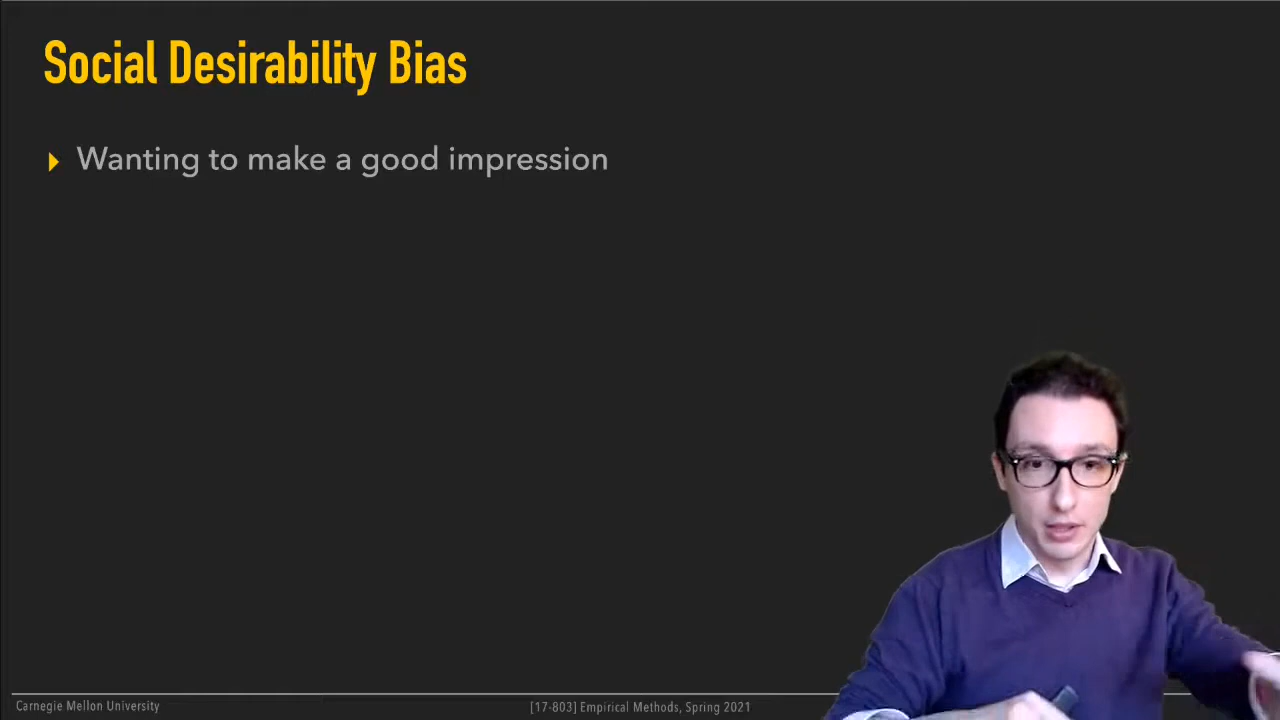 Social Desirability Bias
Wanting to make a good impression
Carnegie Mellon University
[17-803] Empirical Methods, Spring 2021